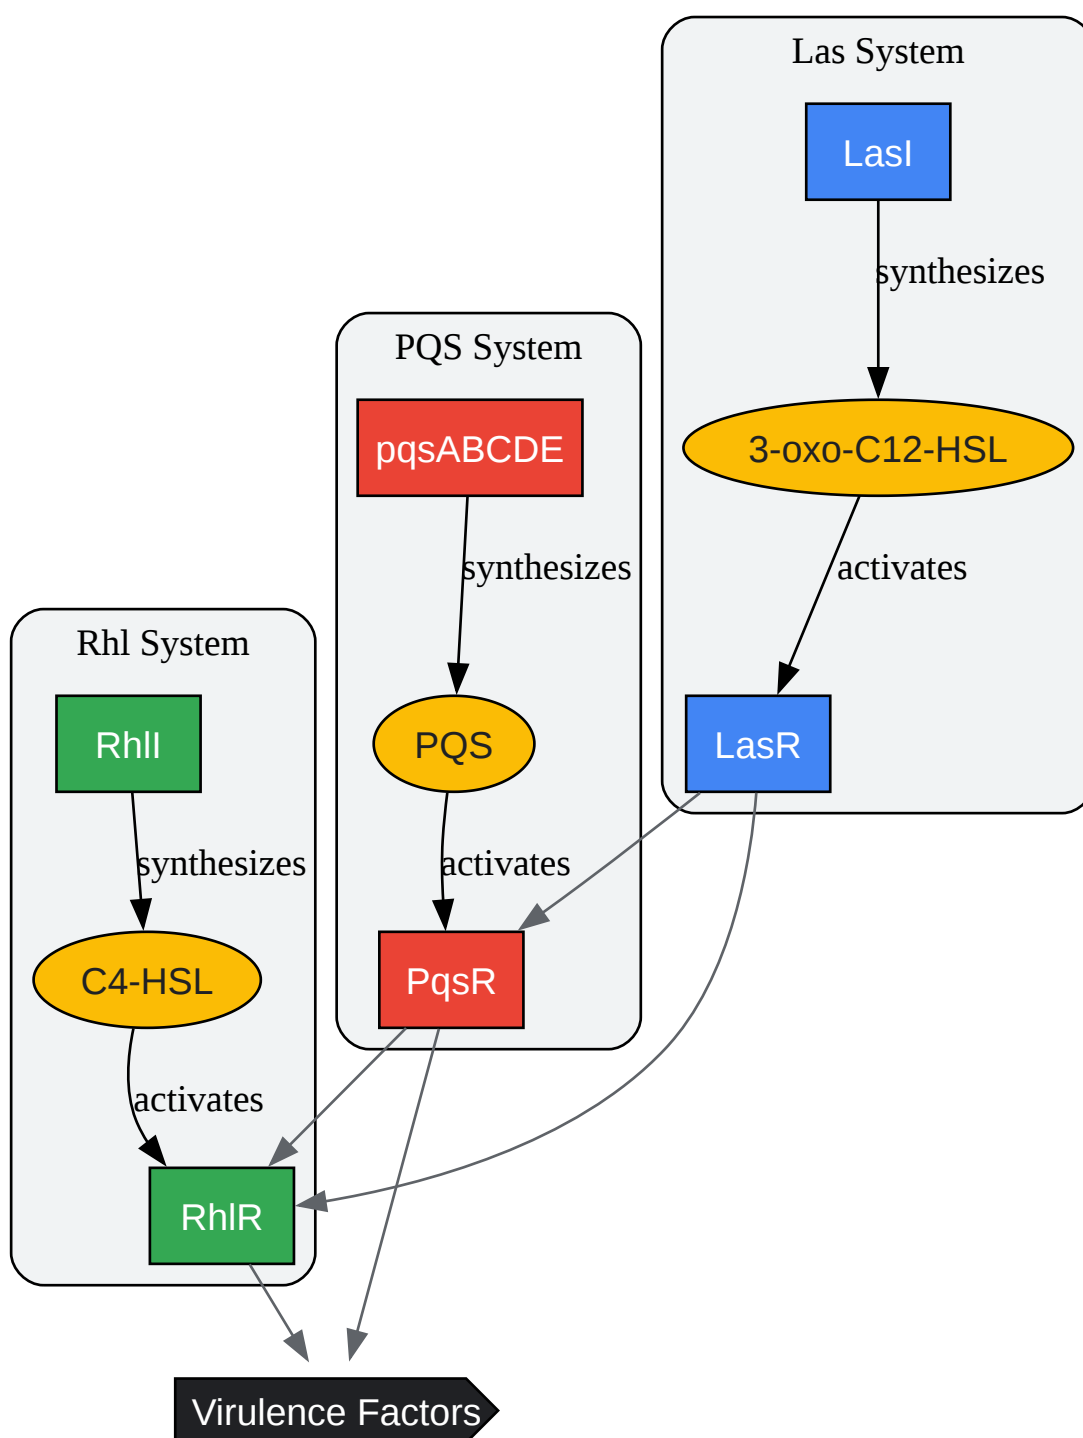 Las System
LasI
synthesizes
3-oxo-C12-HSL
activates
LasR
PQS System
pqsABCDE
synthesizes
PQS
activates
PqsR
Rhl System
RhlI
synthesizes
C4-HSL
activates
RhlR
Virulence Factors